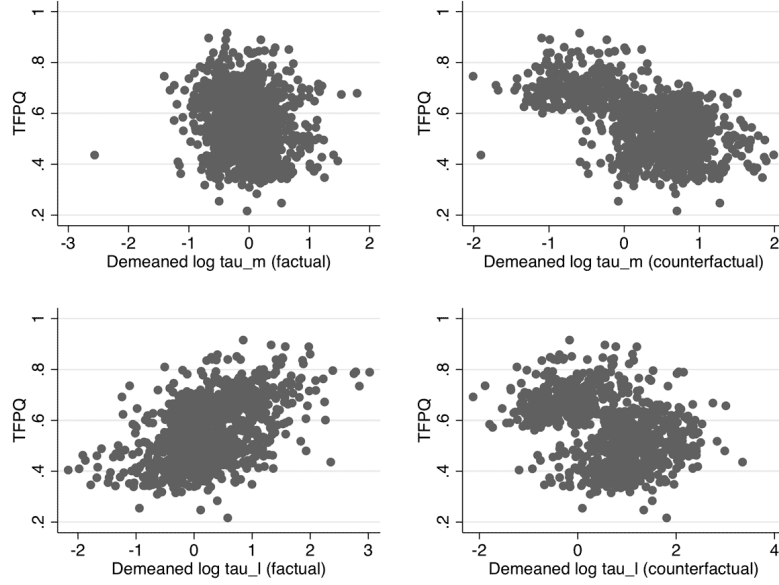 1
.8
.6
.4
.2
TFPQ
-3 -2 -1 0 1 2
Demeaned log tau_m (factual)
1
.8
.6
.4
.2
TFPQ
-2 -1 0 1 2
Demeaned log tau_m (counterfactual)
1
.8
.6
.4
.2
TFPQ
-2 -1 0 1 2 3
Demeaned log tau_l (factual)
1
.8
.6
.4
.2
TFPQ
-2 0 2 4
Demeaned log tau_l (counterfactual)